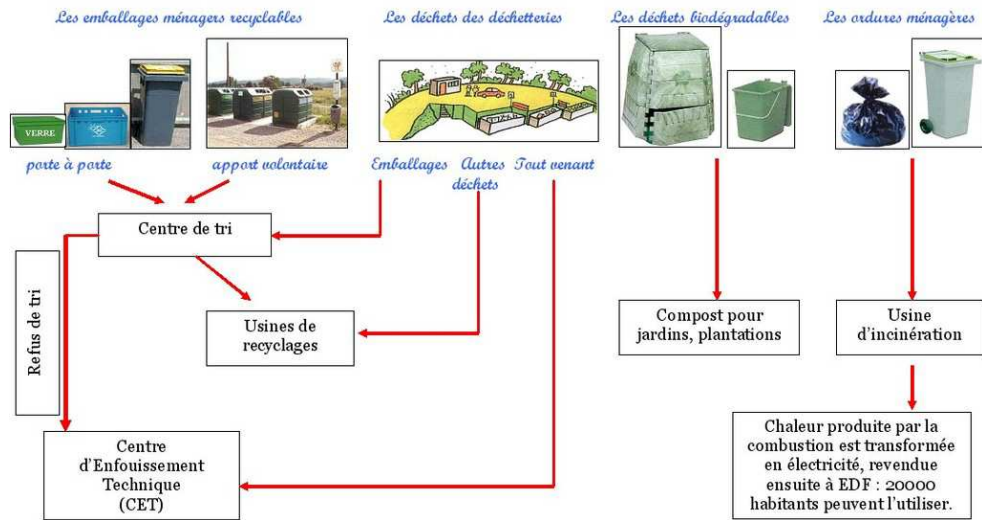 Les emballages ménagers recyclables
Les déchets des déchetteries
Les déchets biodégradables
Les ordures ménagères
VERRE
porte à porte
apport volontaire
Emballages
Autres
déchets
Tout venant
Centre de tri
Refus de tri
Usines de
recyclages
Compost pour
jardins, plantations
Usine
d'incinération
Centre
d'Enfouissement
Technique
(CET)
Chaleur produite par la
combustion est transformée
en électricité, revendue
ensuite à EDF : 20000
habitants peuvent l'utiliser.